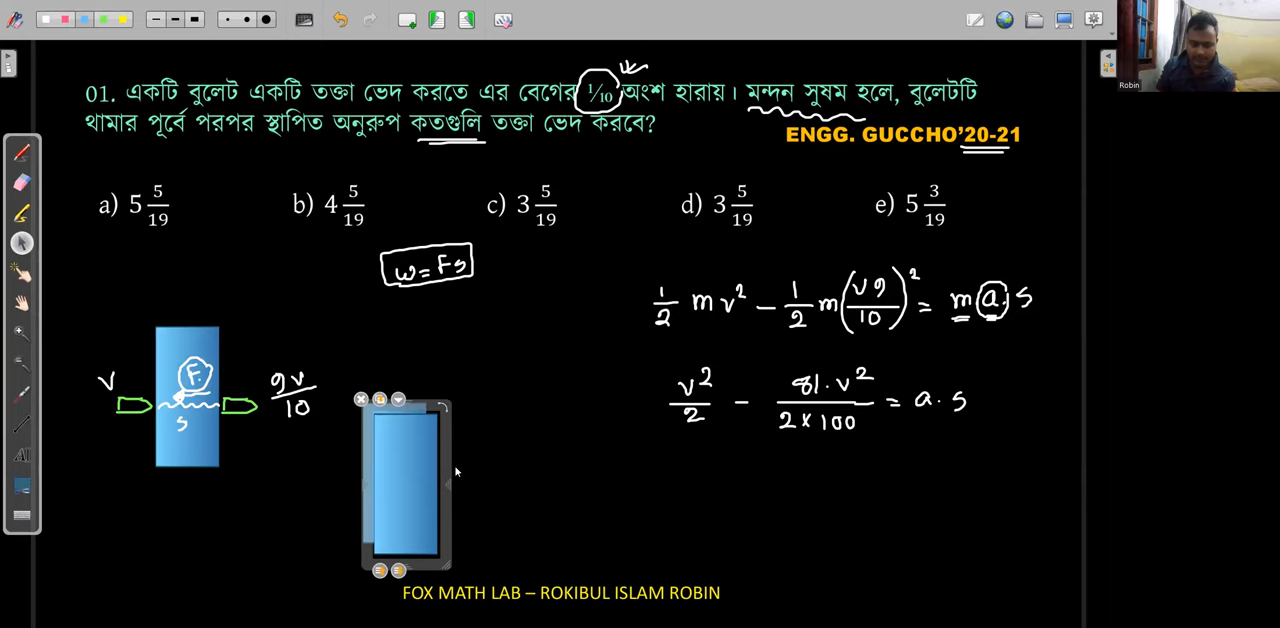 01. একটি বুলেট একটি তক্তা ভেদ করতে এর বেগের 1/10 অংশ হারায়। মন্দন সুষম হলে, বুলেটটি
থামার পূর্বে পরপর স্থাপিত অনুরুপ কতগুলি তক্তা ভেদ করবে?
ENGG. GUCCHO'20-21
a) 5 5/19 b) 4 5/19 c) 3 5/19 d) 3 5/19 e) 5 3/19
w = Fs
1/2 mv² - 1/2 m(v9/10)² = m a. s
v²/2 - 81.v²/2×100 = a. s
v F. 9v/10
s
FOX MATH LAB – ROKIBUL ISLAM ROBIN
Robin